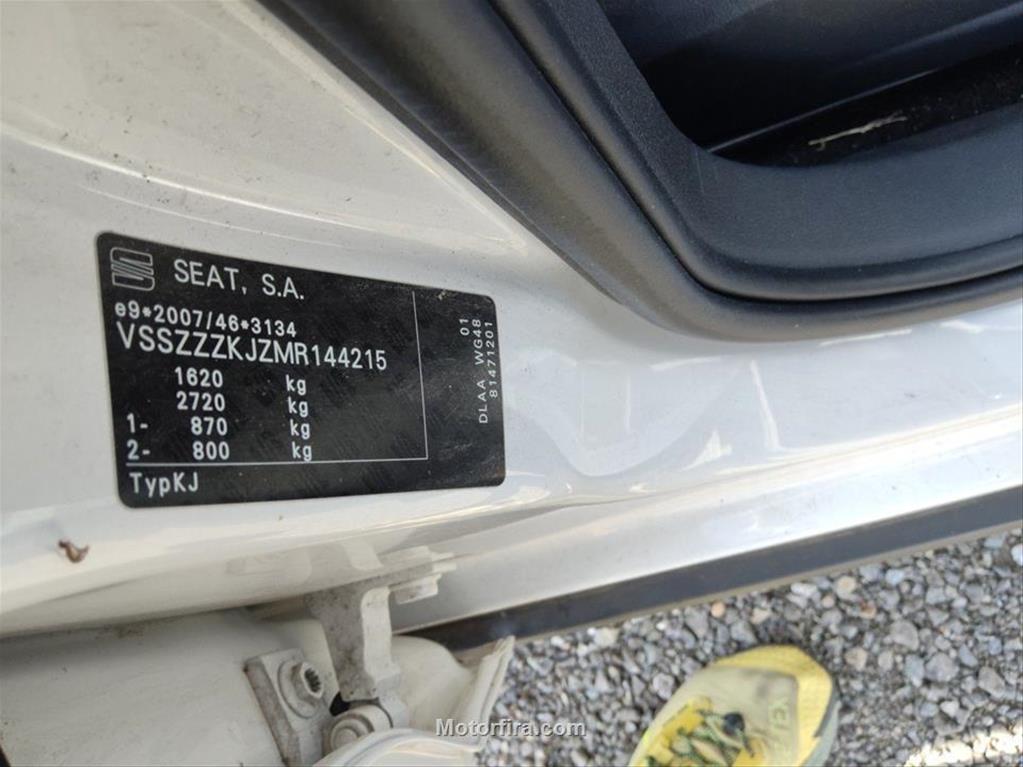 SEAT, S.A.
e9*2007/46*3134
VSSZZZKJZMR144215
1620 kg
2720 kg
1- 870 kg
2- 800 kg
TypKJ
DLAA WG48 01
81471201
Motorfira.com